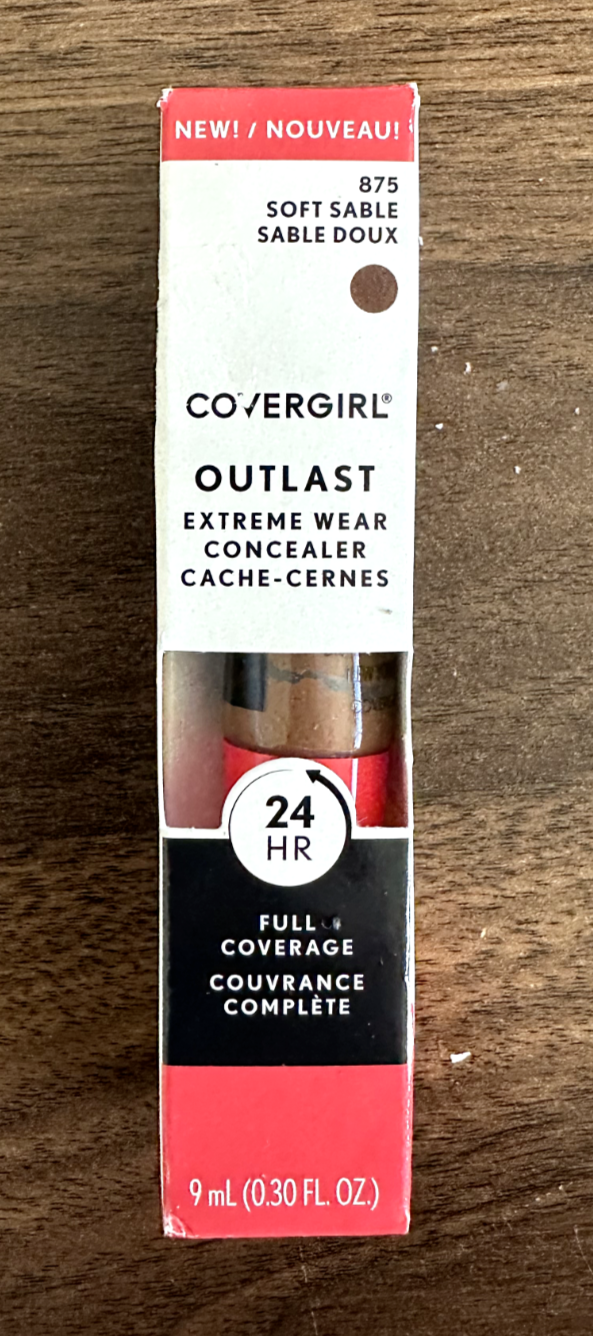 NEW! / NOUVEAU!
875
SOFT SABLE
SABLE DOUX
COVERGIRL®
OUTLAST
EXTREME WEAR
CONCEALER
CACHE-CERNES
24
HR
FULL
COVERAGE
COUVRANCE
COMPLÈTE
9 mL (0.30 FL. OZ.)